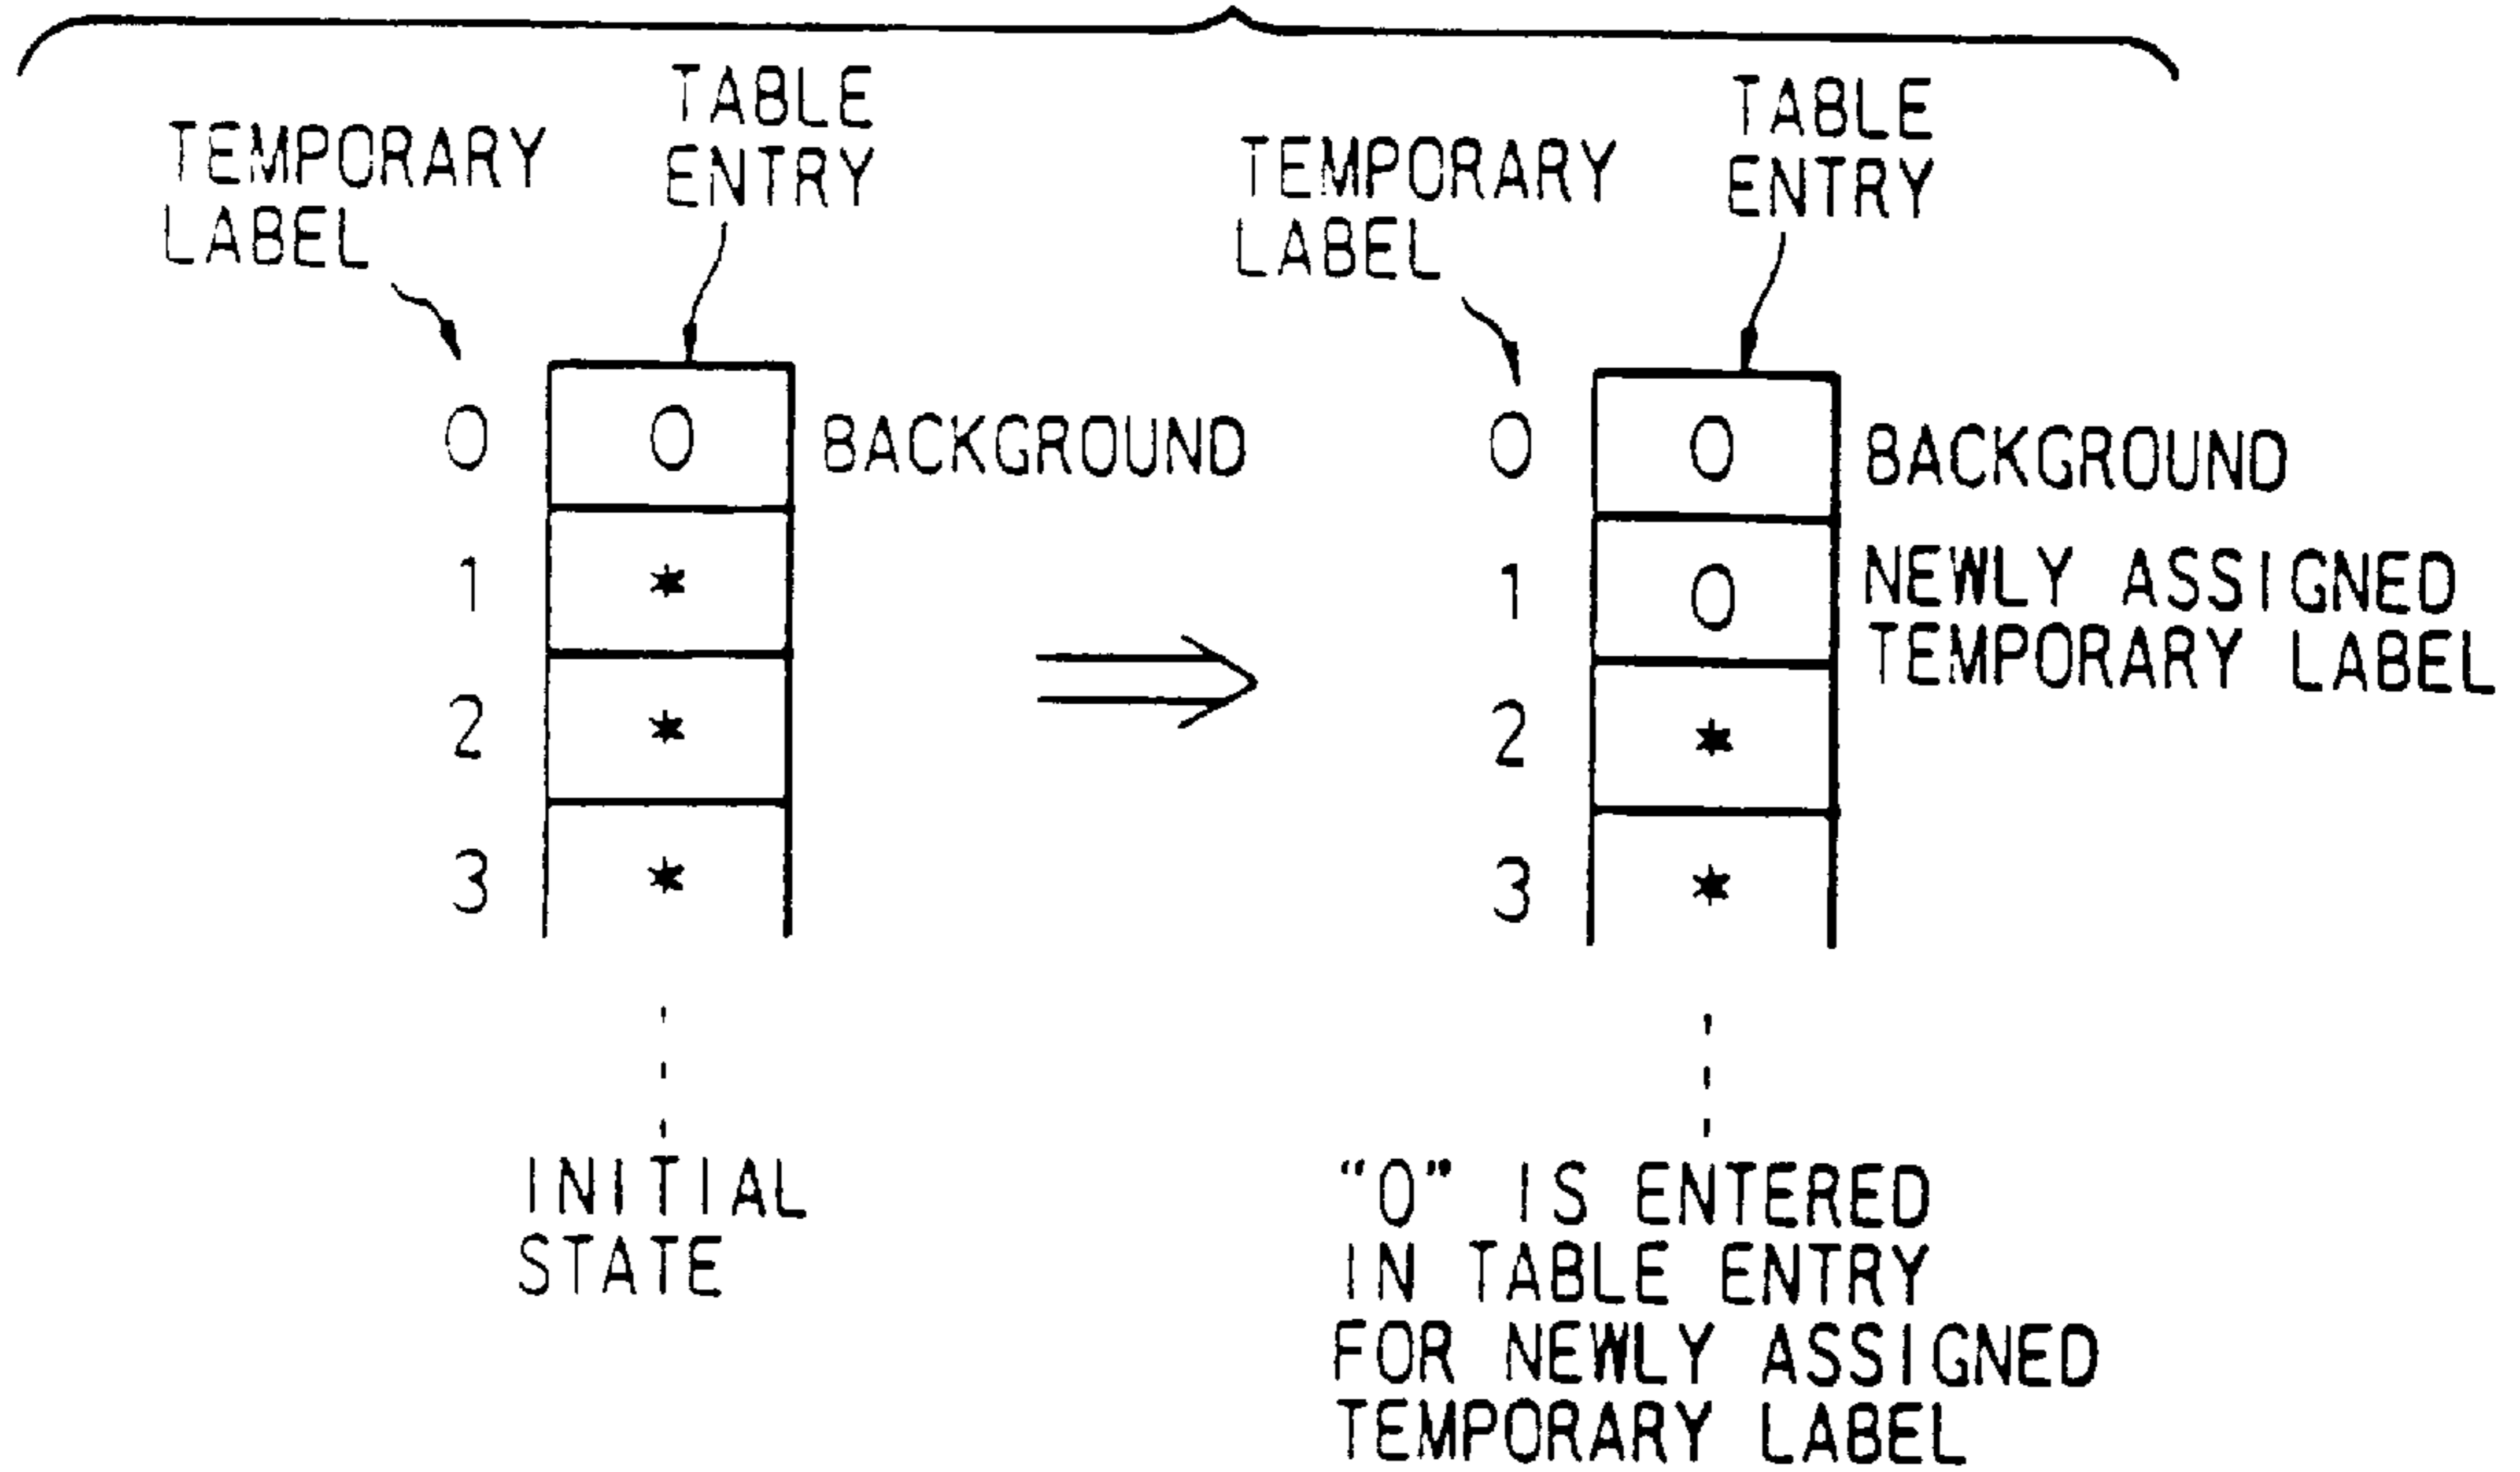 TEMPORARY
LABEL
TABLE
ENTRY
0 0 BACKGROUND
1 *
2 *
3 *
INITIAL
STATE
TEMPORARY
LABEL
TABLE
ENTRY
0 0 BACKGROUND
1 0 NEWLY ASSIGNED
TEMPORARY LABEL
2 *
3 *
“0” IS ENTERED
IN TABLE ENTRY
FOR NEWLY ASSIGNED
TEMPORARY LABEL